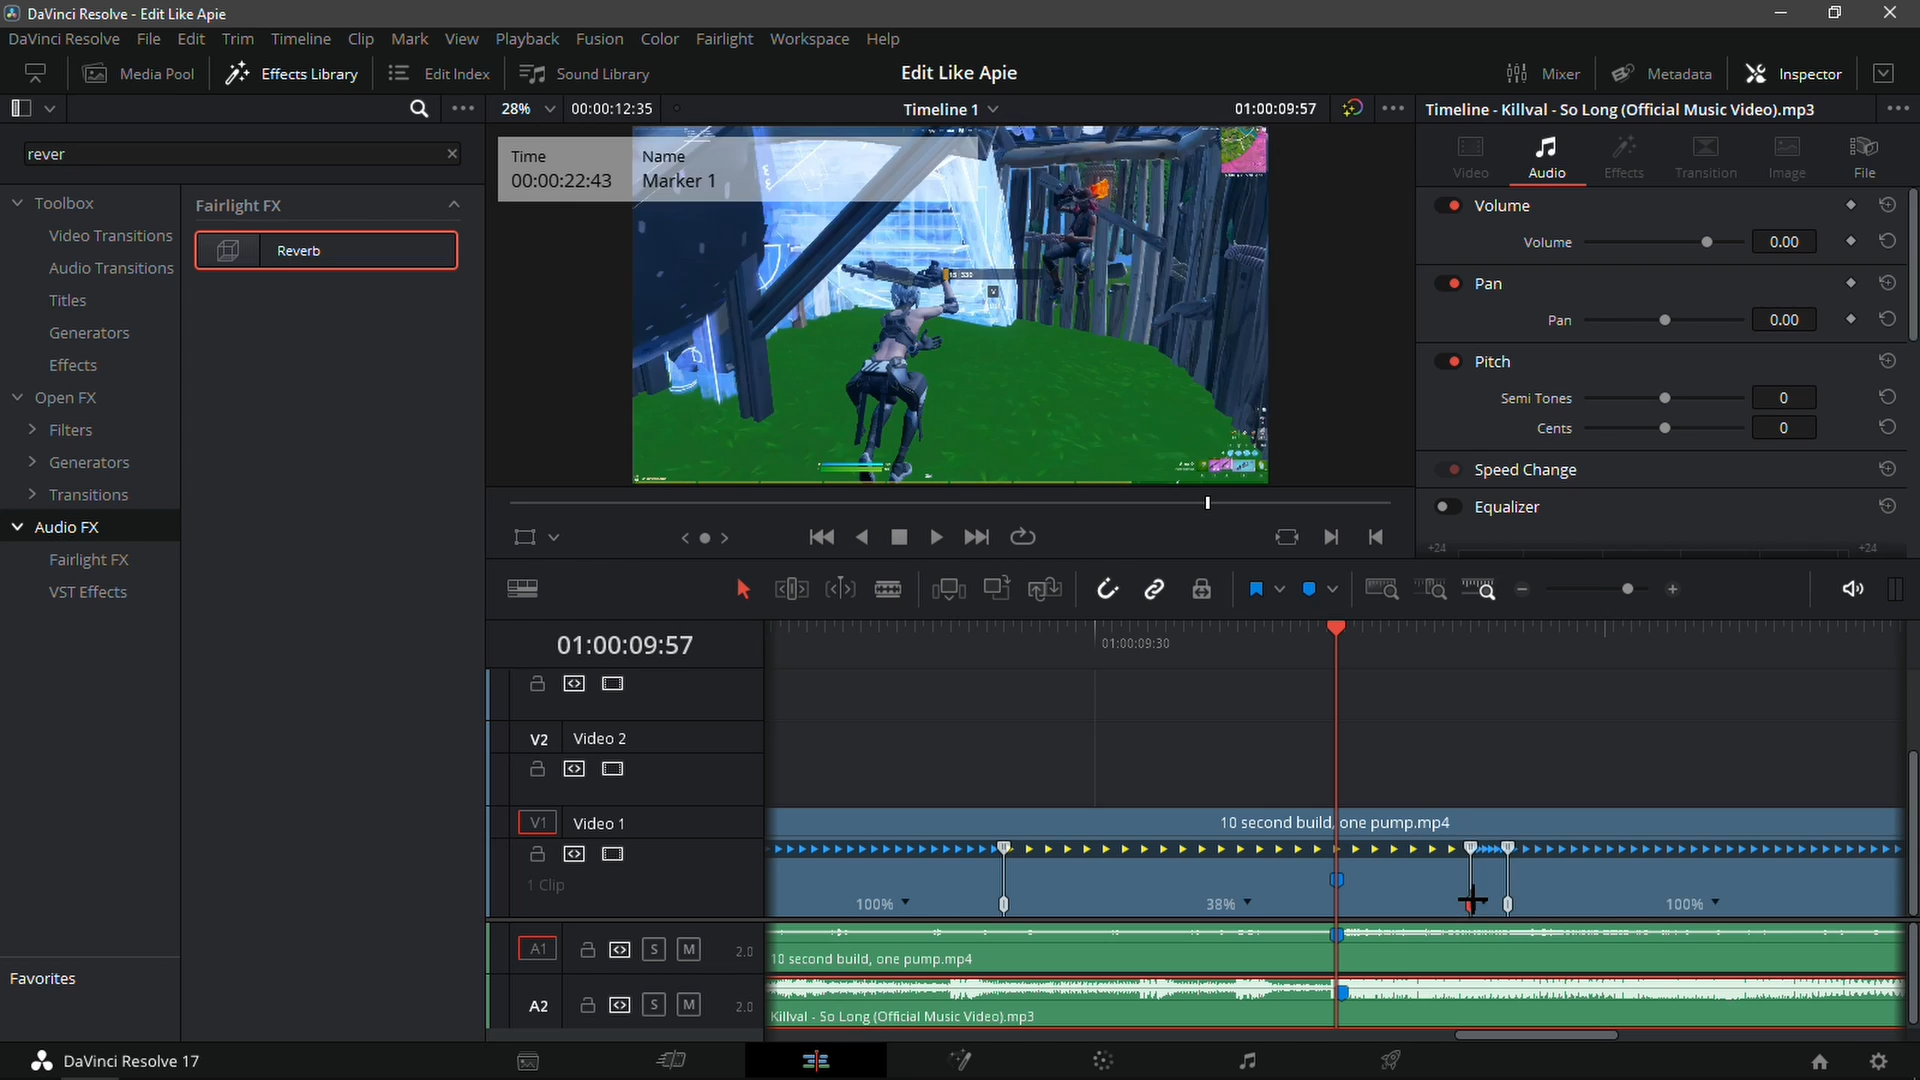 DaVinci Resolve - Edit Like Apie
DaVinci Resolve File Edit Trim Timeline Clip Mark View Playback Fusion Color Fairlight Workspace Help
Media Pool Effects Library Edit Index Sound Library Edit Like Apie Mixer Metadata Inspector
28% 00:00:12:35 Timeline 1 01:00:09:57 Timeline - Killval - So Long (Official Music Video).mp3
rever
Time Name
00:00:22:43 Marker 1
Video Audio Effects Transition Image File
Toolbox
Video Transitions
Audio Transitions
Titles
Generators
Effects
Open FX
Filters
Generators
Transitions
Audio FX
Fairlight FX
VST Effects
Favorites
Fairlight FX
Reverb
Volume
Volume 0.00
Pan
Pan 0.00
Pitch
Semi Tones 0
Cents 0
Speed Change
Equalizer
+24 +24
01:00:09:57
01:00:09:30
V2 Video 2
V1 Video 1
1 Clip
10 second build, one pump.mp4
100% 38% 100%
A1 S M 2.0
10 second build, one pump.mp4
A2 S M 2.0
Killval - So Long (Official Music Video).mp3
DaVinci Resolve 17